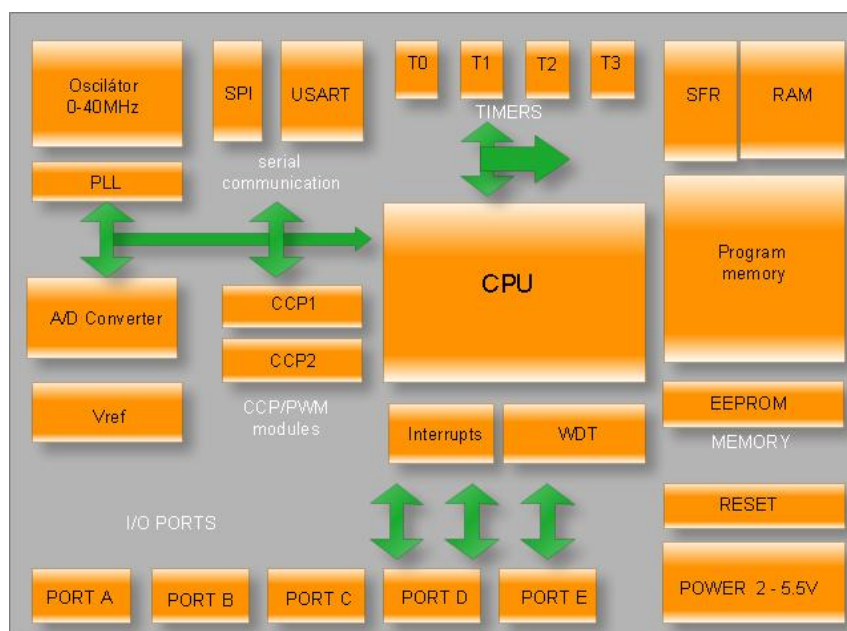 Oscilátor
0-40MHz
PLL
SPI
USART
serial
communication
T0
T1
T2
T3
TIMERS
SFR
RAM
Program
memory
EEPROM
MEMORY
CPU
A/D Converter
Vref
CCP1
CCP2
CCP/PWM
modules
Interrupts
WDT
RESET
POWER 2 - 5.5V
I/O PORTS
PORT A
PORT B
PORT C
PORT D
PORT E